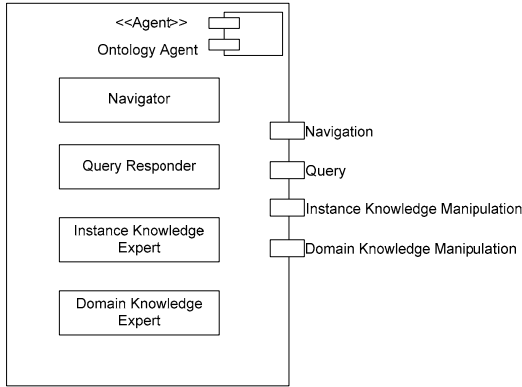 <<Agent>>
Ontology Agent
Navigator
Query Responder
Instance Knowledge
Expert
Domain Knowledge
Expert
Navigation
Query
Instance Knowledge Manipulation
Domain Knowledge Manipulation